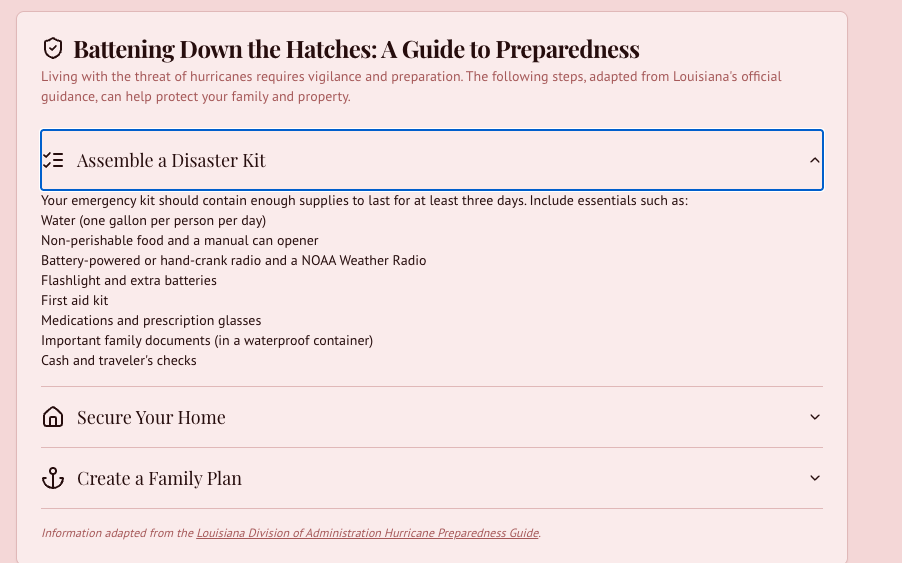 Battening Down the Hatches: A Guide to Preparedness
Living with the threat of hurricanes requires vigilance and preparation. The following steps, adapted from Louisiana's official
guidance, can help protect your family and property.
Assemble a Disaster Kit
Your emergency kit should contain enough supplies to last for at least three days. Include essentials such as:
Water (one gallon per person per day)
Non-perishable food and a manual can opener
Battery-powered or hand-crank radio and a NOAA Weather Radio
Flashlight and extra batteries
First aid kit
Medications and prescription glasses
Important family documents (in a waterproof container)
Cash and traveler's checks
Secure Your Home
Create a Family Plan
Information adapted from the Louisiana Division of Administration Hurricane Preparedness Guide.